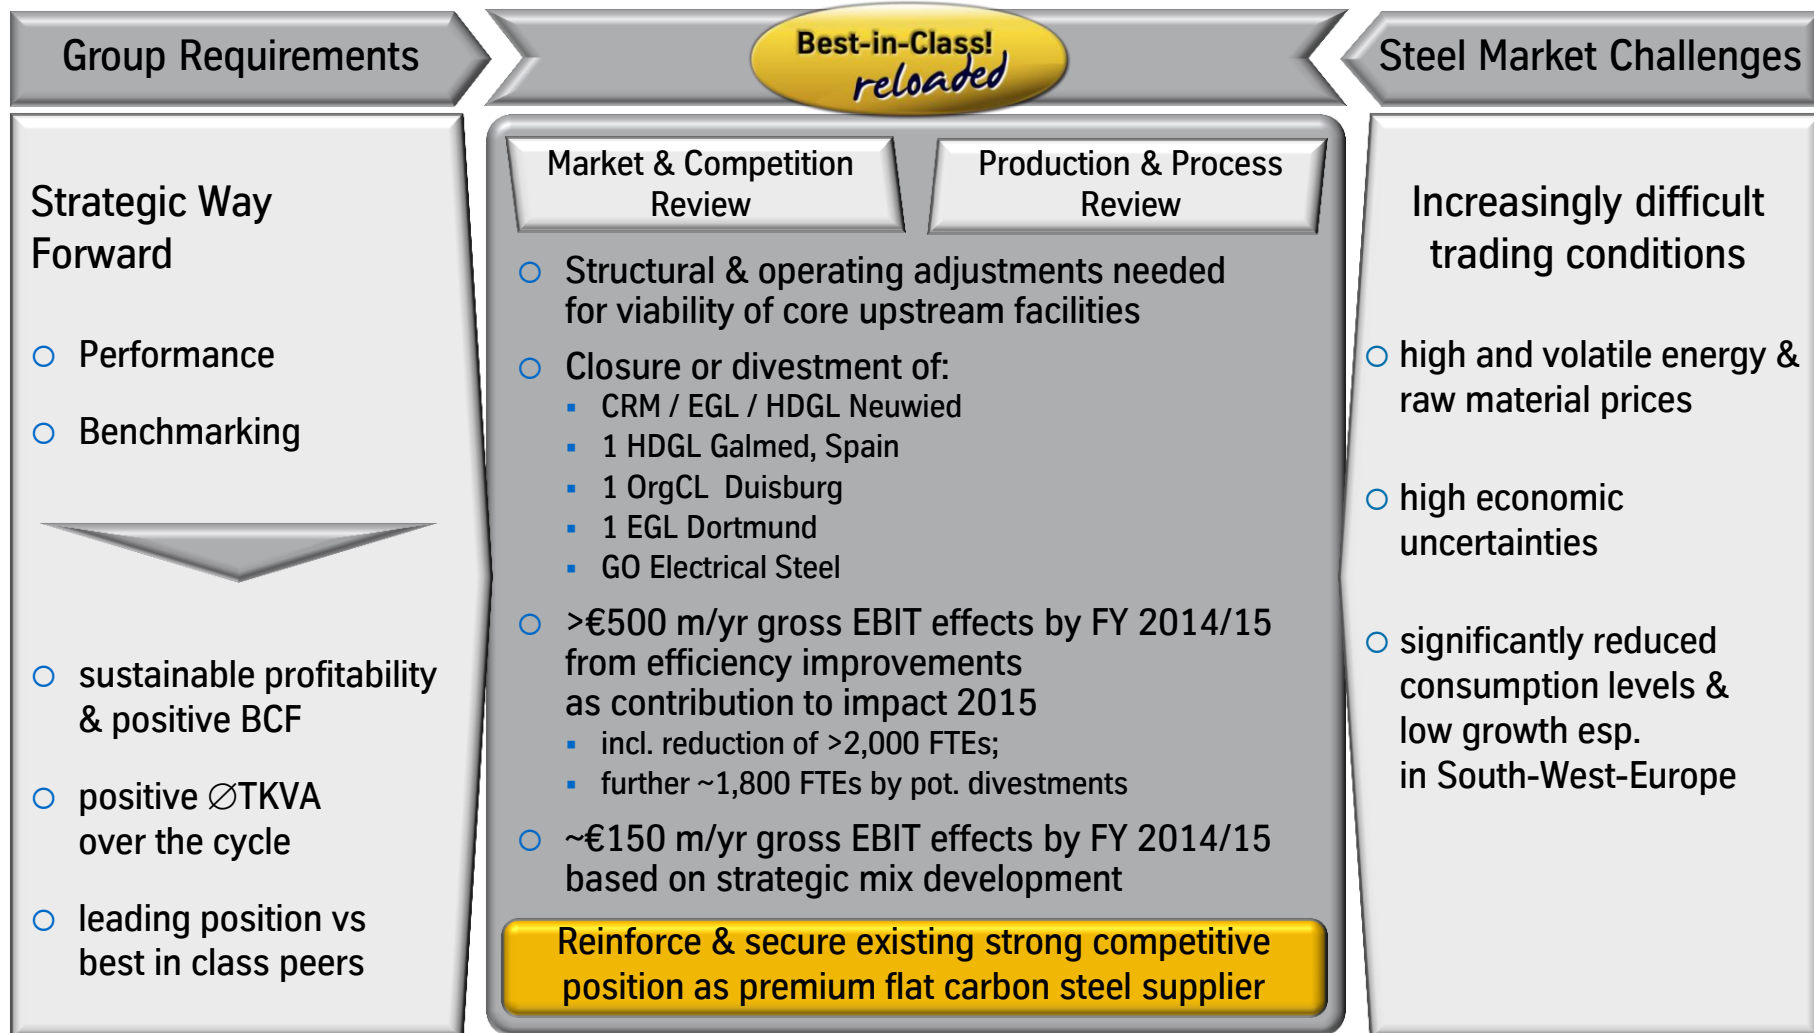 Group Requirements
Best-in-Class!
reloaded
Steel Market Challenges
Strategic Way
Forward
Performance
Benchmarking
sustainable profitability
& positive BCF
positive ∅TKVA
over the cycle
leading position vs
best in class peers
Market & Competition
Review
Production & Process
Review
Structural & operating adjustments needed
for viability of core upstream facilities
Closure or divestment of:
CRM / EGL / HDGL Neuwied
1 HDGL Galmed, Spain
1 OrgCL Duisburg
1 EGL Dortmund
GO Electrical Steel
>€500 m/yr gross EBIT effects by FY 2014/15
from efficiency improvements
as contribution to impact 2015
incl. reduction of >2,000 FTEs;
further ~1,800 FTEs by pot. divestments
~€150 m/yr gross EBIT effects by FY 2014/15
based on strategic mix development
Reinforce & secure existing strong competitive
position as premium flat carbon steel supplier
Increasingly difficult
trading conditions
high and volatile energy &
raw material prices
high economic
uncertainties
significantly reduced
consumption levels &
low growth esp.
in South-West-Europe